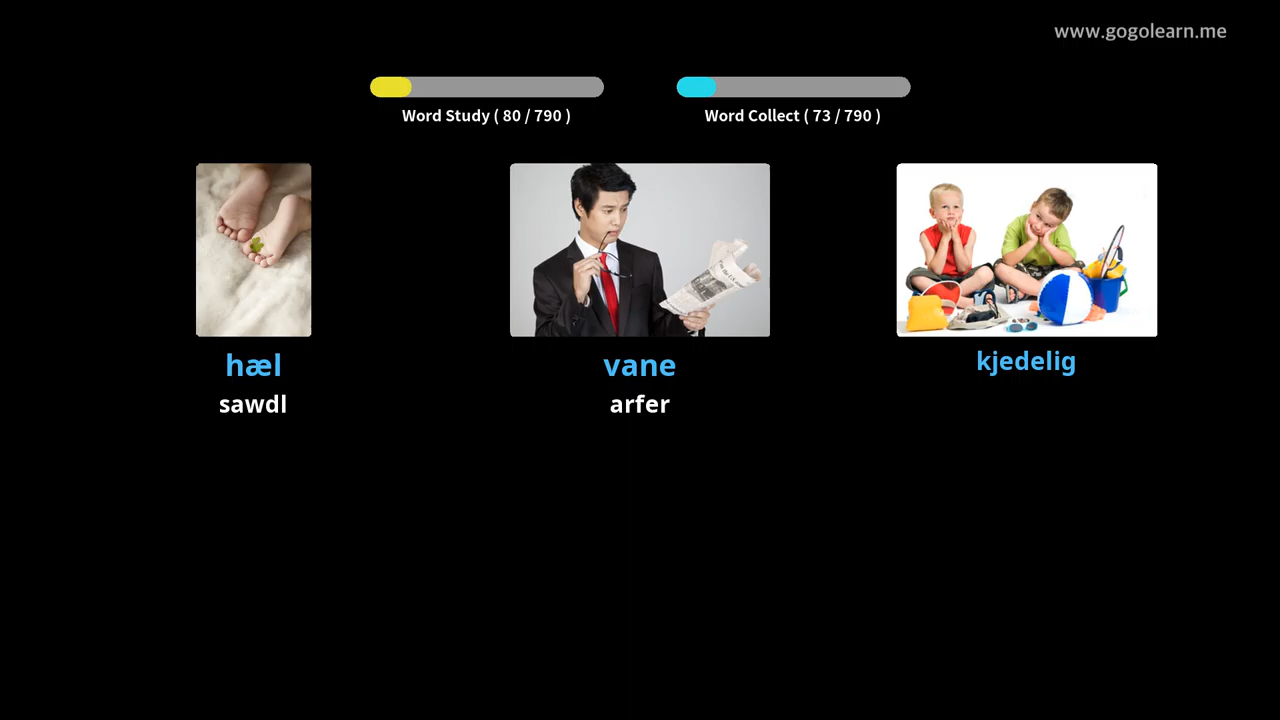 www.gogolearn.me
Word Study ( 80 / 790 )
Word Collect ( 73 / 790 )
hæl
vane
kjedelig
sawdl
arfer